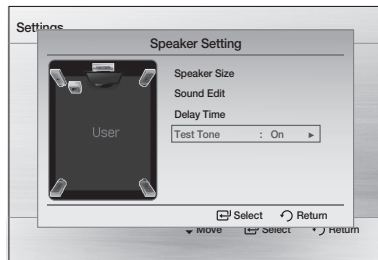 Settings
Speaker Setting
Speaker Size
Sound Edit
Delay Time
Test Tone : On ►
User
Select Return
Move Select Return